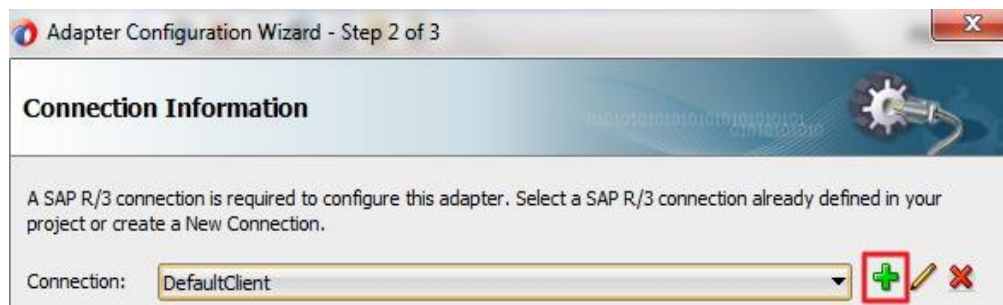 Adapter Configuration Wizard - Step 2 of 3
Connection Information
A SAP R/3 connection is required to configure this adapter. Select a SAP R/3 connection already defined in your
project or create a New Connection.
Connection: DefaultClient